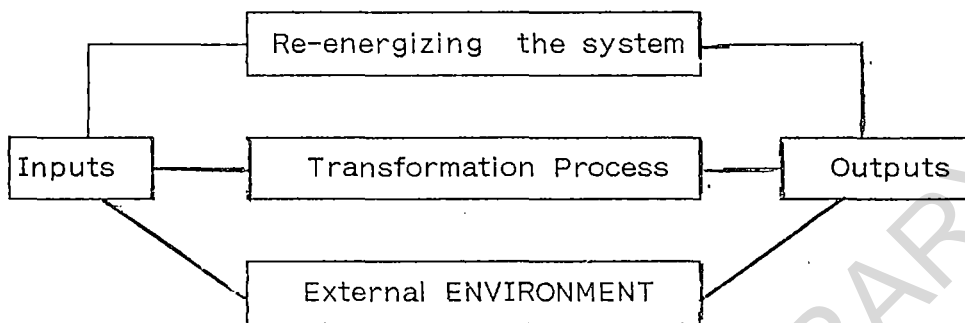 Re-energizing the system
Inputs
Transformation Process
Outputs
External ENVIRONMENT